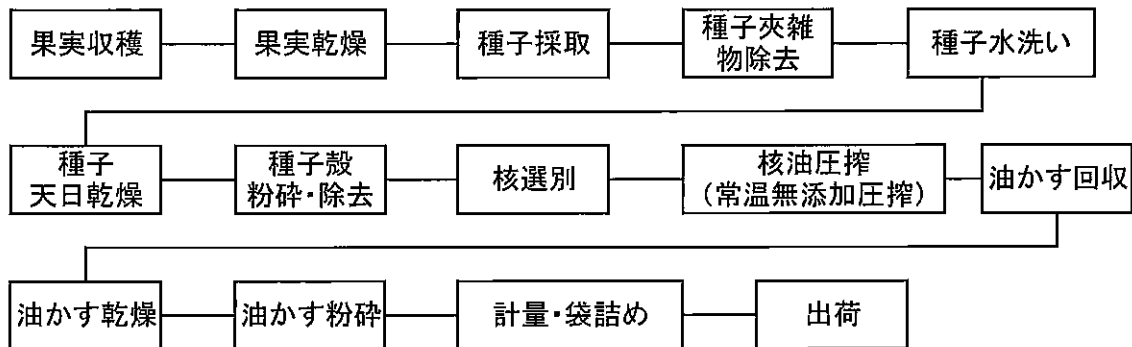 果実収穫
果実乾燥
種子採取
種子夾雑
物除去
種子水洗い
種子
天日乾燥
種子殻
粉砕・除去
核選別
核油圧搾
（常温無添加圧搾）
油かす回収
油かす乾燥
油かす粉砕
計量・袋詰め
出荷